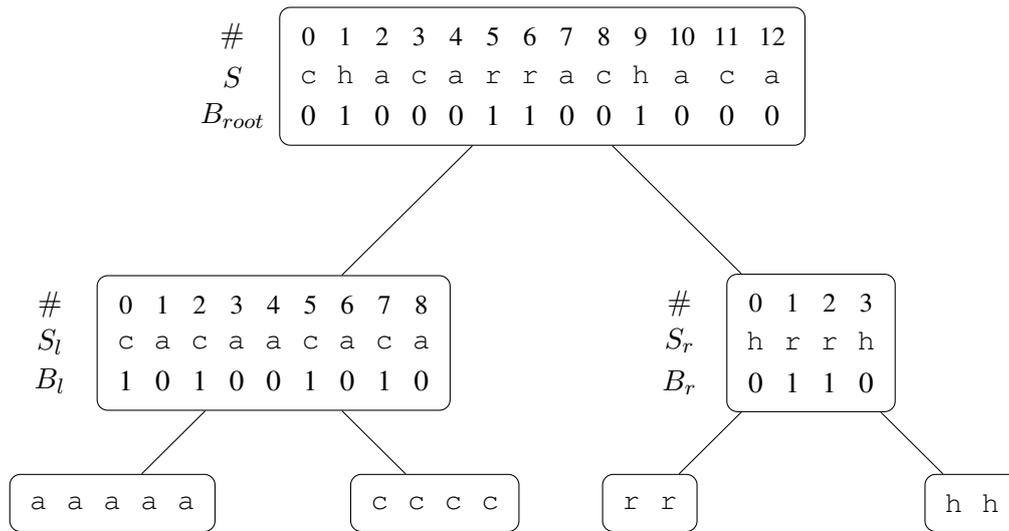 # 0 1 2 3 4 5 6 7 8 9 10 11 12
S c h a c a r r a c h a c a
B_root 0 1 0 0 0 1 1 0 0 1 0 0 0
# 0 1 2 3 4 5 6 7 8
S_l c a c a a c a c a
B_l 1 0 1 0 0 1 0 1 0
# 0 1 2 3
S_r h r r h
B_r 0 1 1 0
a a a a a
c c c c
r r
h h